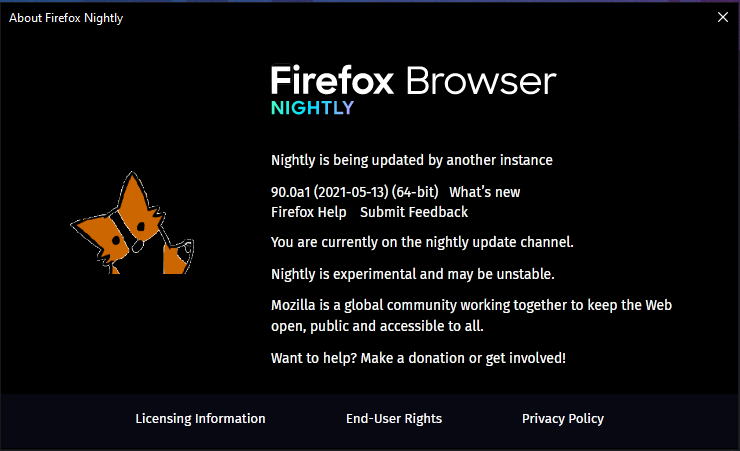 About Firefox Nightly
Firefox Browser
NIGHTLY
Nightly is being updated by another instance
90.0a1 (2021-05-13) (64-bit) What's new
Firefox Help Submit Feedback
You are currently on the nightly update channel.
Nightly is experimental and may be unstable.
Mozilla is a global community working together to keep the Web
open, public and accessible to all.
Want to help? Make a donation or get involved!
Licensing Information End-User Rights Privacy Policy